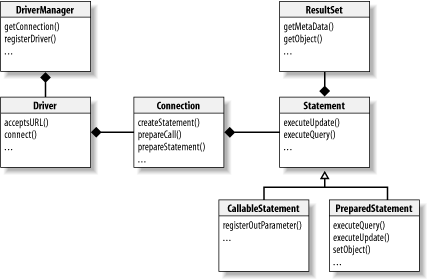 DriverManager
getConnection()
registerDriver()
...
ResultSet
getMetaData()
getObject()
...
Driver
acceptsURL()
connect()
...
Connection
createStatement()
prepareCall()
prepareStatement()
...
Statement
executeUpdate()
executeQuery()
...
CallableStatement
registerOutParameter()
...
PreparedStatement
executeQuery()
executeUpdate()
setObject()
...